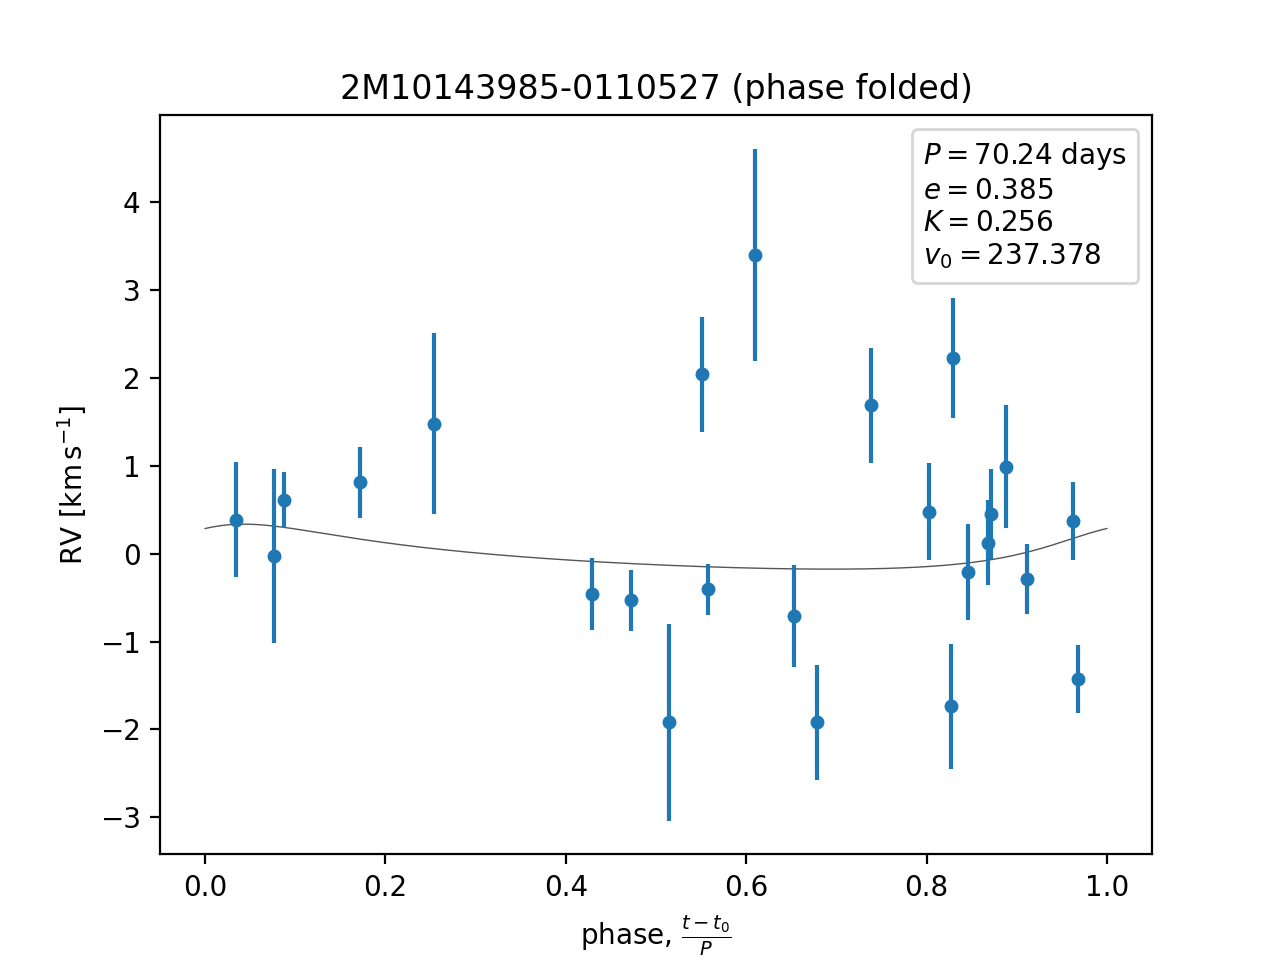 2M10143985-0110527 (phase folded)
P = 70.24 days
e = 0.385
K = 0.256
v₀ = 237.378
RV [km s⁻¹]
4
3
2
1
0
−1
−2
−3
0.0 0.2 0.4 0.6 0.8 1.0
phase, (t − t₀)/P